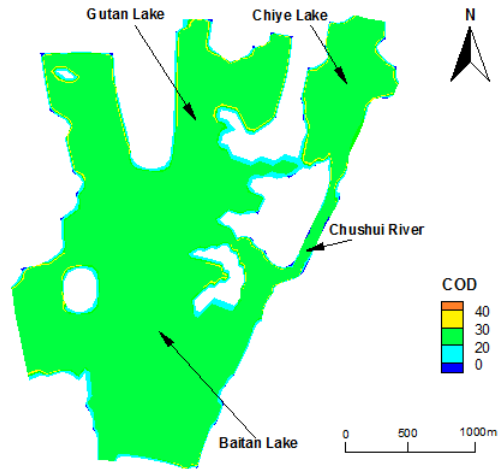 Gutan Lake
Chiye Lake
N
Chushui River
COD
40
30
20
0
Baitan Lake
0 500 1000m